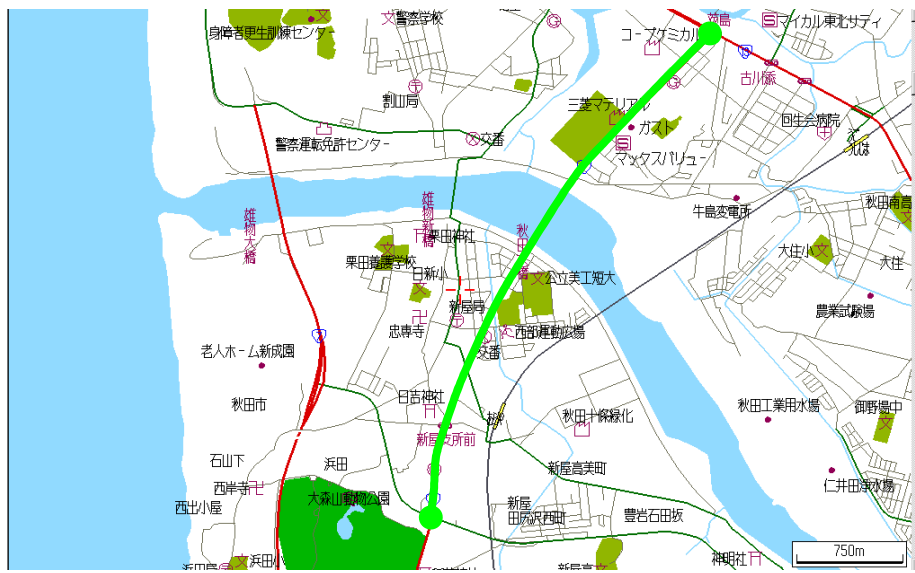 警察学校
茨島
マイカル東北サティ
身障者更生訓練センター
コープケミカル
古川添
割山局
三菱マテリアル
ガスト
回生会病院
警察運転免許センター
交番
マックスバリュー
牛島変電所
秋田南高
雄物大橋
雄物新橋
栗田神社
栗田養護学校
大住小
大住
日新小
公立美工短大
新屋局
農業試験場
忠専寺
西部運動広場
老人ホーム新成園
交番
秋田市
日吉神社
秋田十條緑化
秋田工業用水場
御野場中
新屋支所前
石山下
浜田
新屋高美町
西岸寺
仁井田浄水場
西出小屋
大森山動物公園
新屋
田尻沢西町
豊岩石田坂
浜田局
浜田小
新屋高
神明社
750m